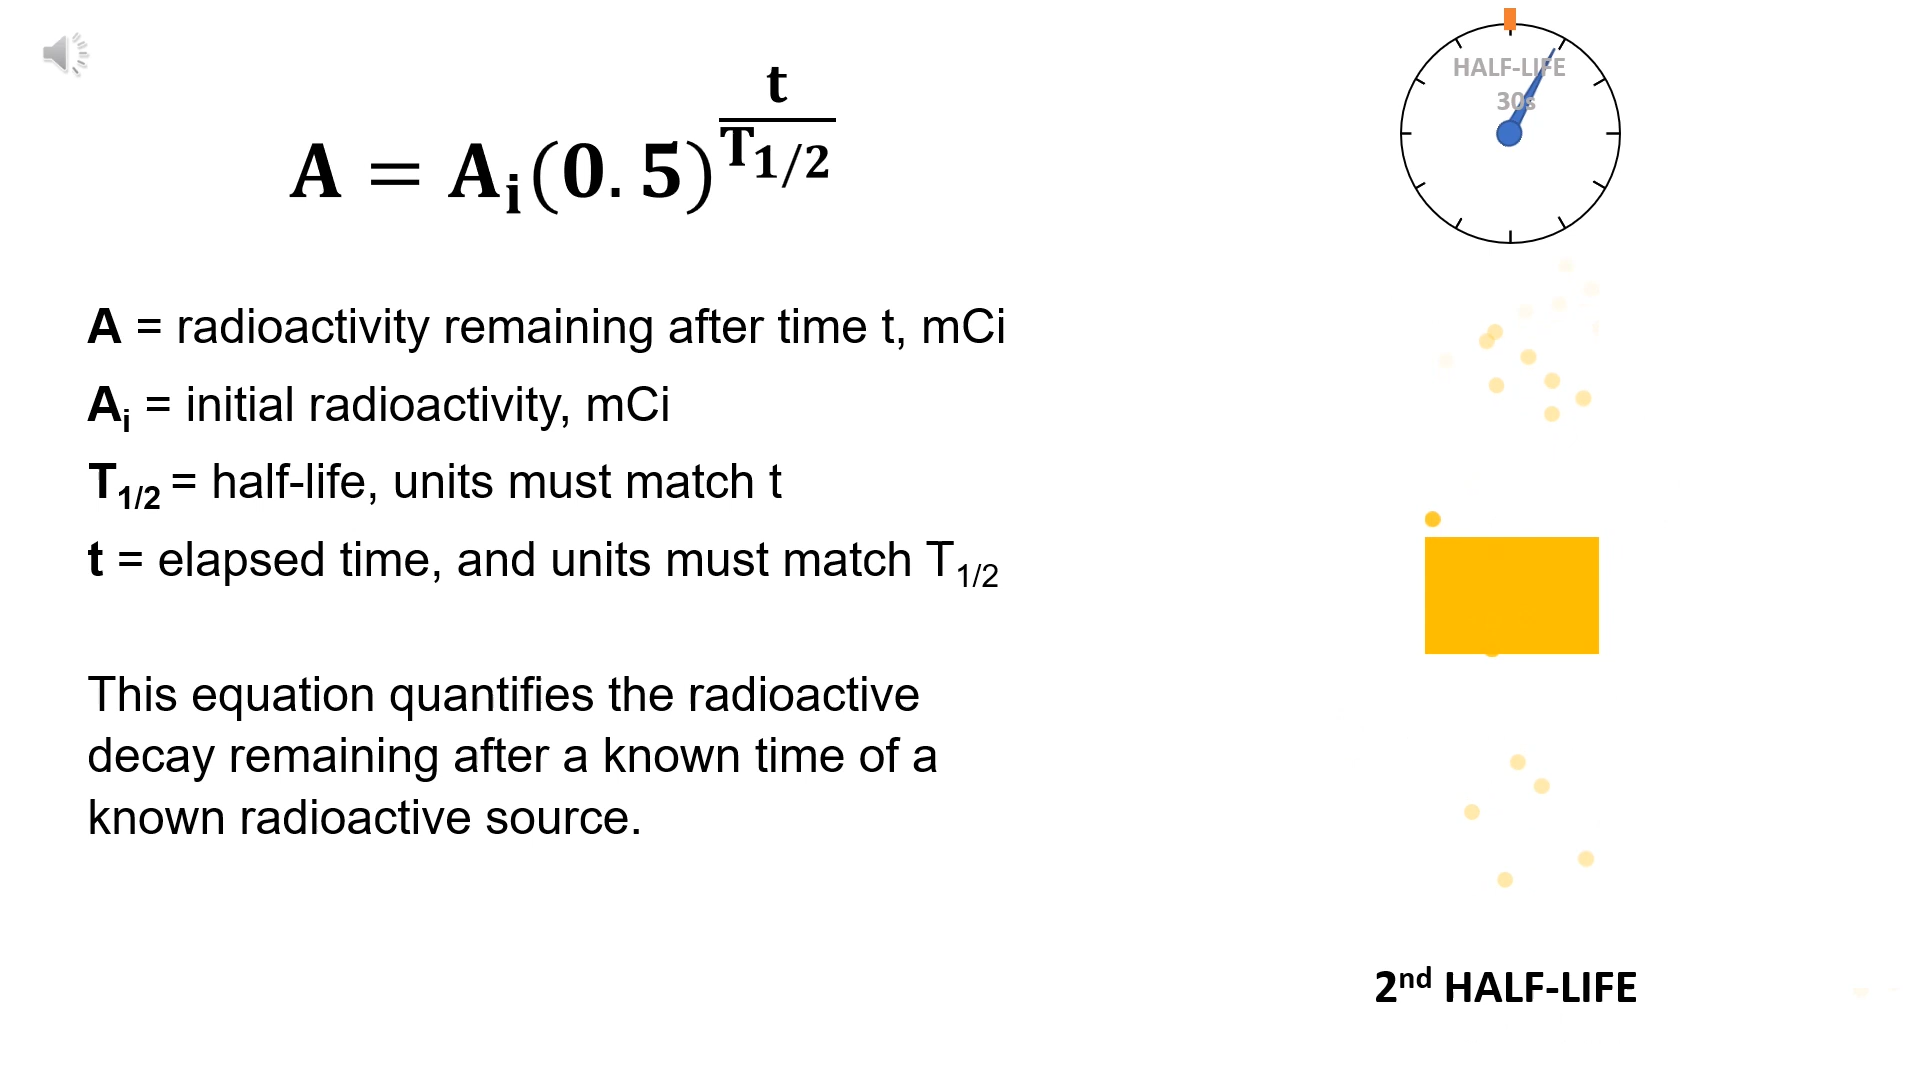 A = Aᵢ(0.5)^(t/T₁/₂)
A = radioactivity remaining after time t, mCi
Aᵢ = initial radioactivity, mCi
T₁/₂ = half-life, units must match t
t = elapsed time, and units must match T₁/₂
This equation quantifies the radioactive
decay remaining after a known time of a
known radioactive source.
HALF-LIFE
30s
2nd HALF-LIFE